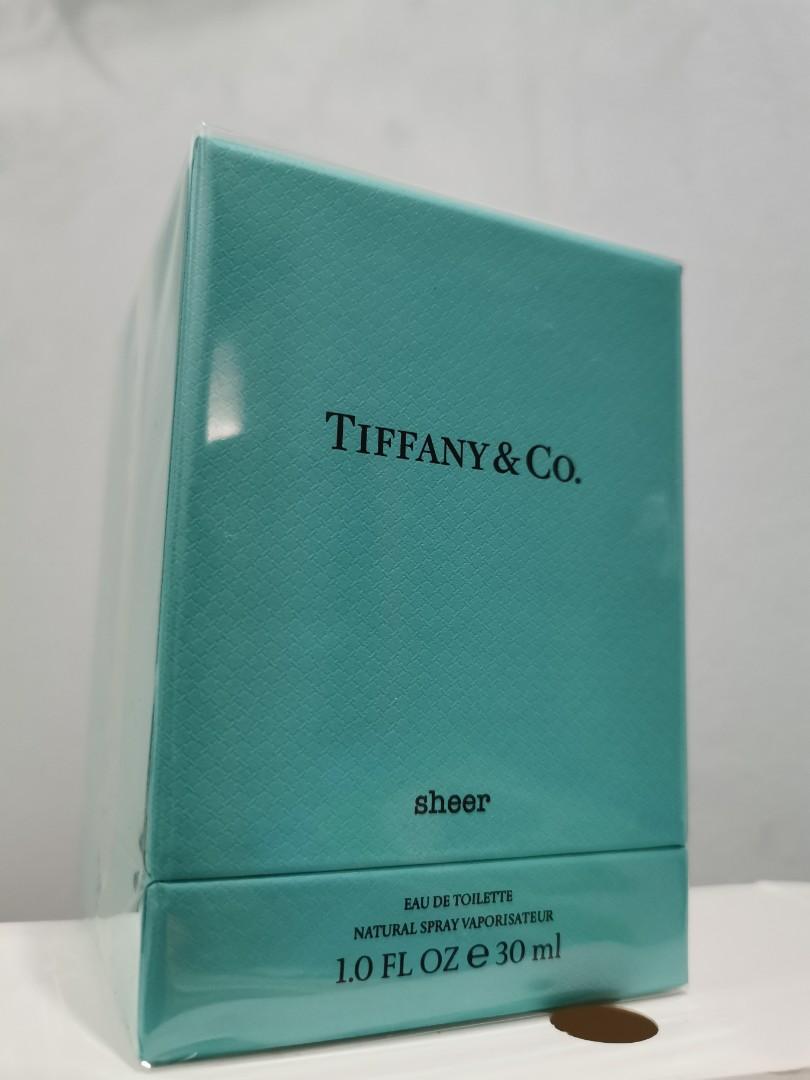 TIFFANY & CO.
sheer
EAU DE TOILETTE
NATURAL SPRAY VAPORISATEUR
1.0 FL OZ e 30 ml